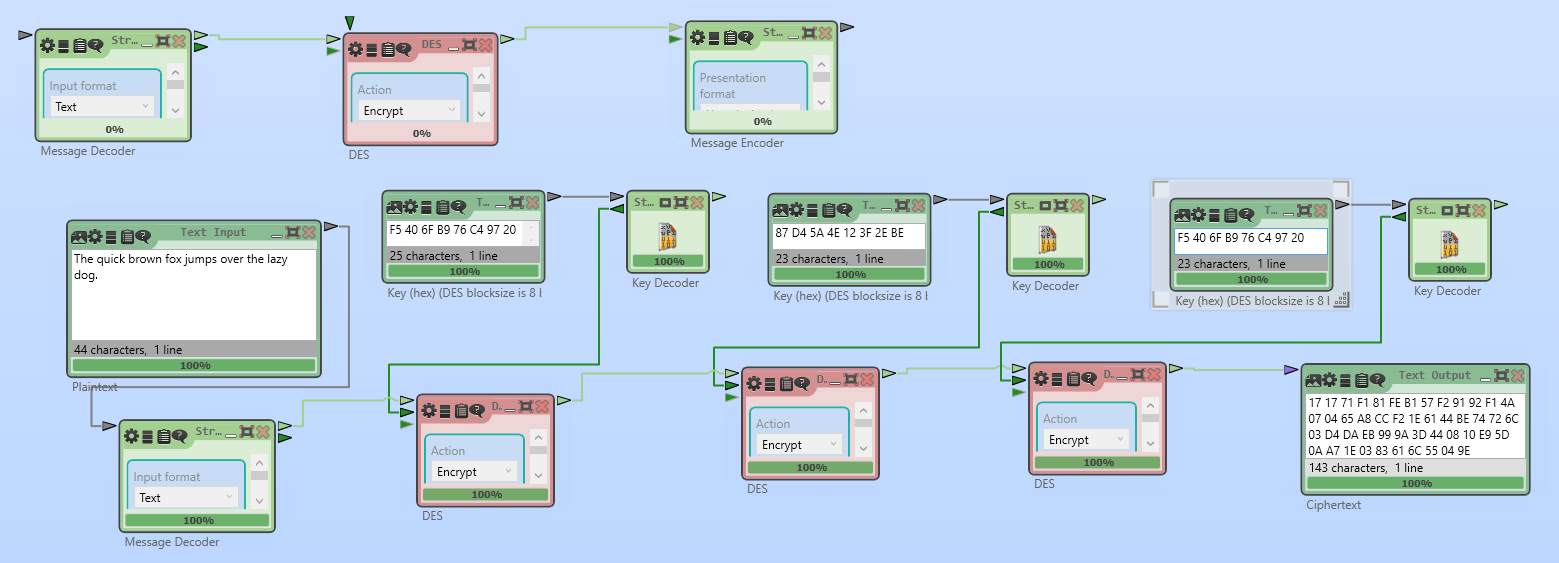 Str...
Input format
Text
0%
Message Decoder
DES
Action
Encrypt
0%
DES
St...
Presentation
format
0%
Message Encoder
Text Input
The quick brown fox jumps over the lazy
dog.
44 characters, 1 line
100%
Plaintext
T...
F5 40 6F B9 76 C4 97 20
25 characters, 1 line
100%
Key (hex) (DES blocksize is 8 l
St...
100%
Key Decoder
T...
87 D4 5A 4E 12 3F 2E BE
23 characters, 1 line
100%
Key (hex) (DES blocksize is 8 l
St...
100%
Key Decoder
T...
F5 40 6F B9 76 C4 97 20
23 characters, 1 line
100%
Key (hex) (DES blocksize is 8 l
St...
100%
Key Decoder
Str...
Input format
Text
100%
Message Decoder
D..
Action
Encrypt
100%
DES
D..
Action
Encrypt
100%
DES
D..
Action
Encrypt
100%
DES
Text Output
17 17 71 F1 81 FE B1 57 F2 91 92 F1 4A
07 04 65 A8 CC F2 1E 61 44 BE 74 72 6C
03 D4 DA EB 99 9A 3D 44 08 10 E9 5D
0A A7 1E 03 83 61 6C 55 04 9E
143 characters, 1 line
100%
Ciphertext